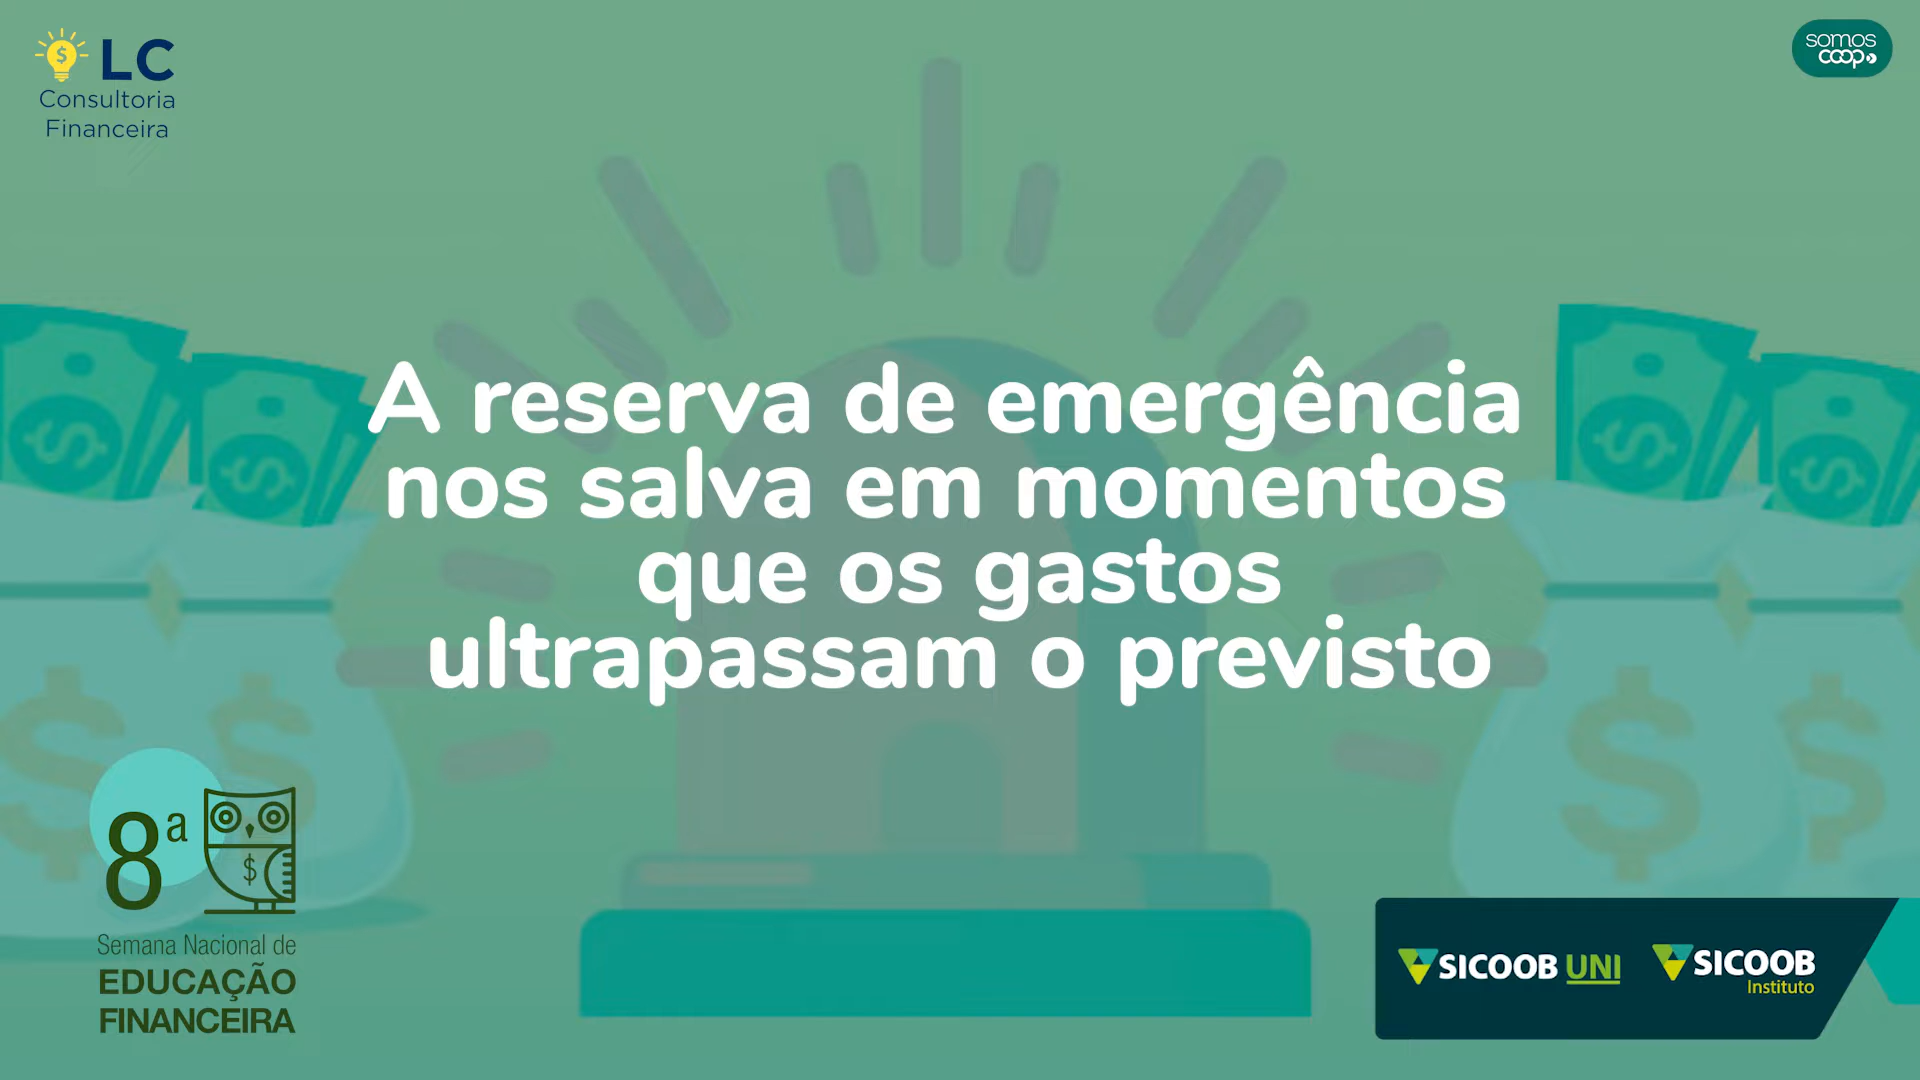 LC
Consultoria
Financeira
somos
coop
A reserva de emergência
nos salva em momentos
que os gastos
ultrapassam o previsto
8ª
Semana Nacional de
EDUCAÇÃO
FINANCEIRA
SICOOB UNI
SICOOB
Instituto